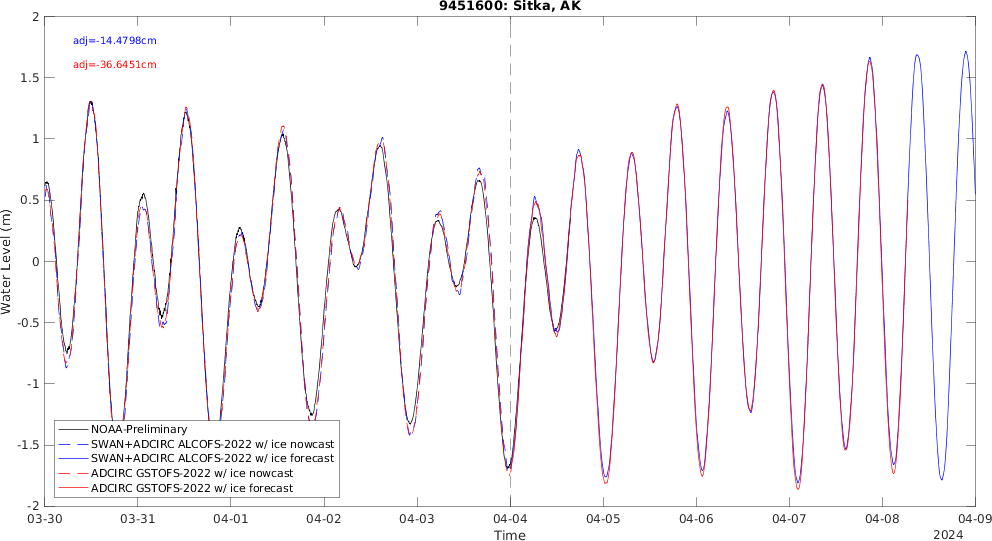 9451600: Sitka, AK
adj=-14.4798cm
adj=-36.6451cm
2
1.5
1
0.5
0
-0.5
-1
-1.5
-2
Water Level (m)
NOAA-Preliminary
SWAN+ADCIRC ALCOFS-2022 w/ ice nowcast
SWAN+ADCIRC ALCOFS-2022 w/ ice forecast
ADCIRC GSTOFS-2022 w/ ice nowcast
ADCIRC GSTOFS-2022 w/ ice forecast
03-30 03-31 04-01 04-02 04-03 04-04 04-05 04-06 04-07 04-08 04-09
Time
2024